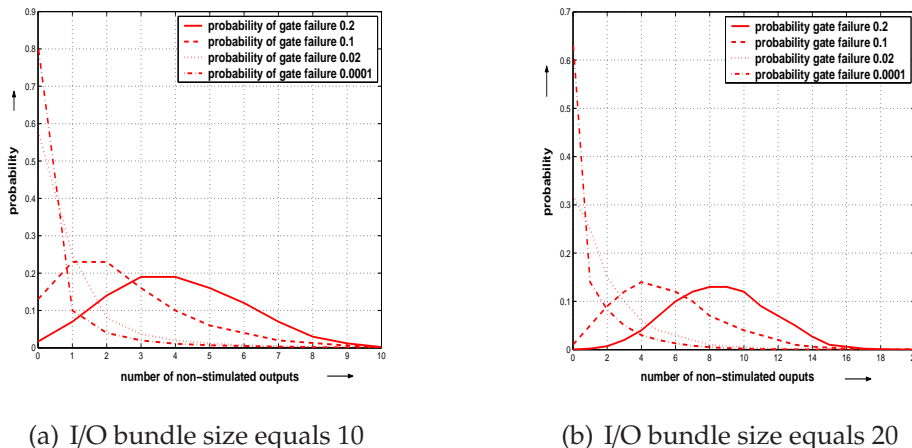 probability of gate failure 0.2
probability of gate failure 0.1
probability of gate failure 0.02
probability of gate failure 0.0001
0.9
0.8
0.7
0.6
0.5
0.4
0.3
0.2
0.1
0
probability
0 1 2 3 4 5 6 7 8 9 10
number of non-stimulated outputs
(a) I/O bundle size equals 10
probability of gate failure 0.2
probability of gate failure 0.1
probability gate failure 0.02
probability gate failure 0.0001
0.7
0.6
0.5
0.4
0.3
0.2
0.1
0
probability
0 2 4 6 8 10 12 14 16 18
number of non-stimulated ouputs
(b) I/O bundle size equals 20